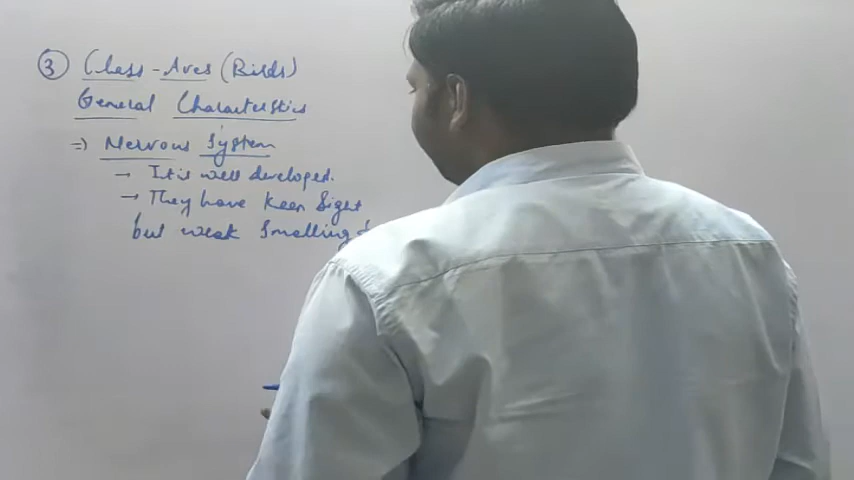 ③ Class-Aves (Birds)
General Characteristics
⇒ Nervous System
→ It is well developed.
→ They have Keen Sight
but weak Smelling